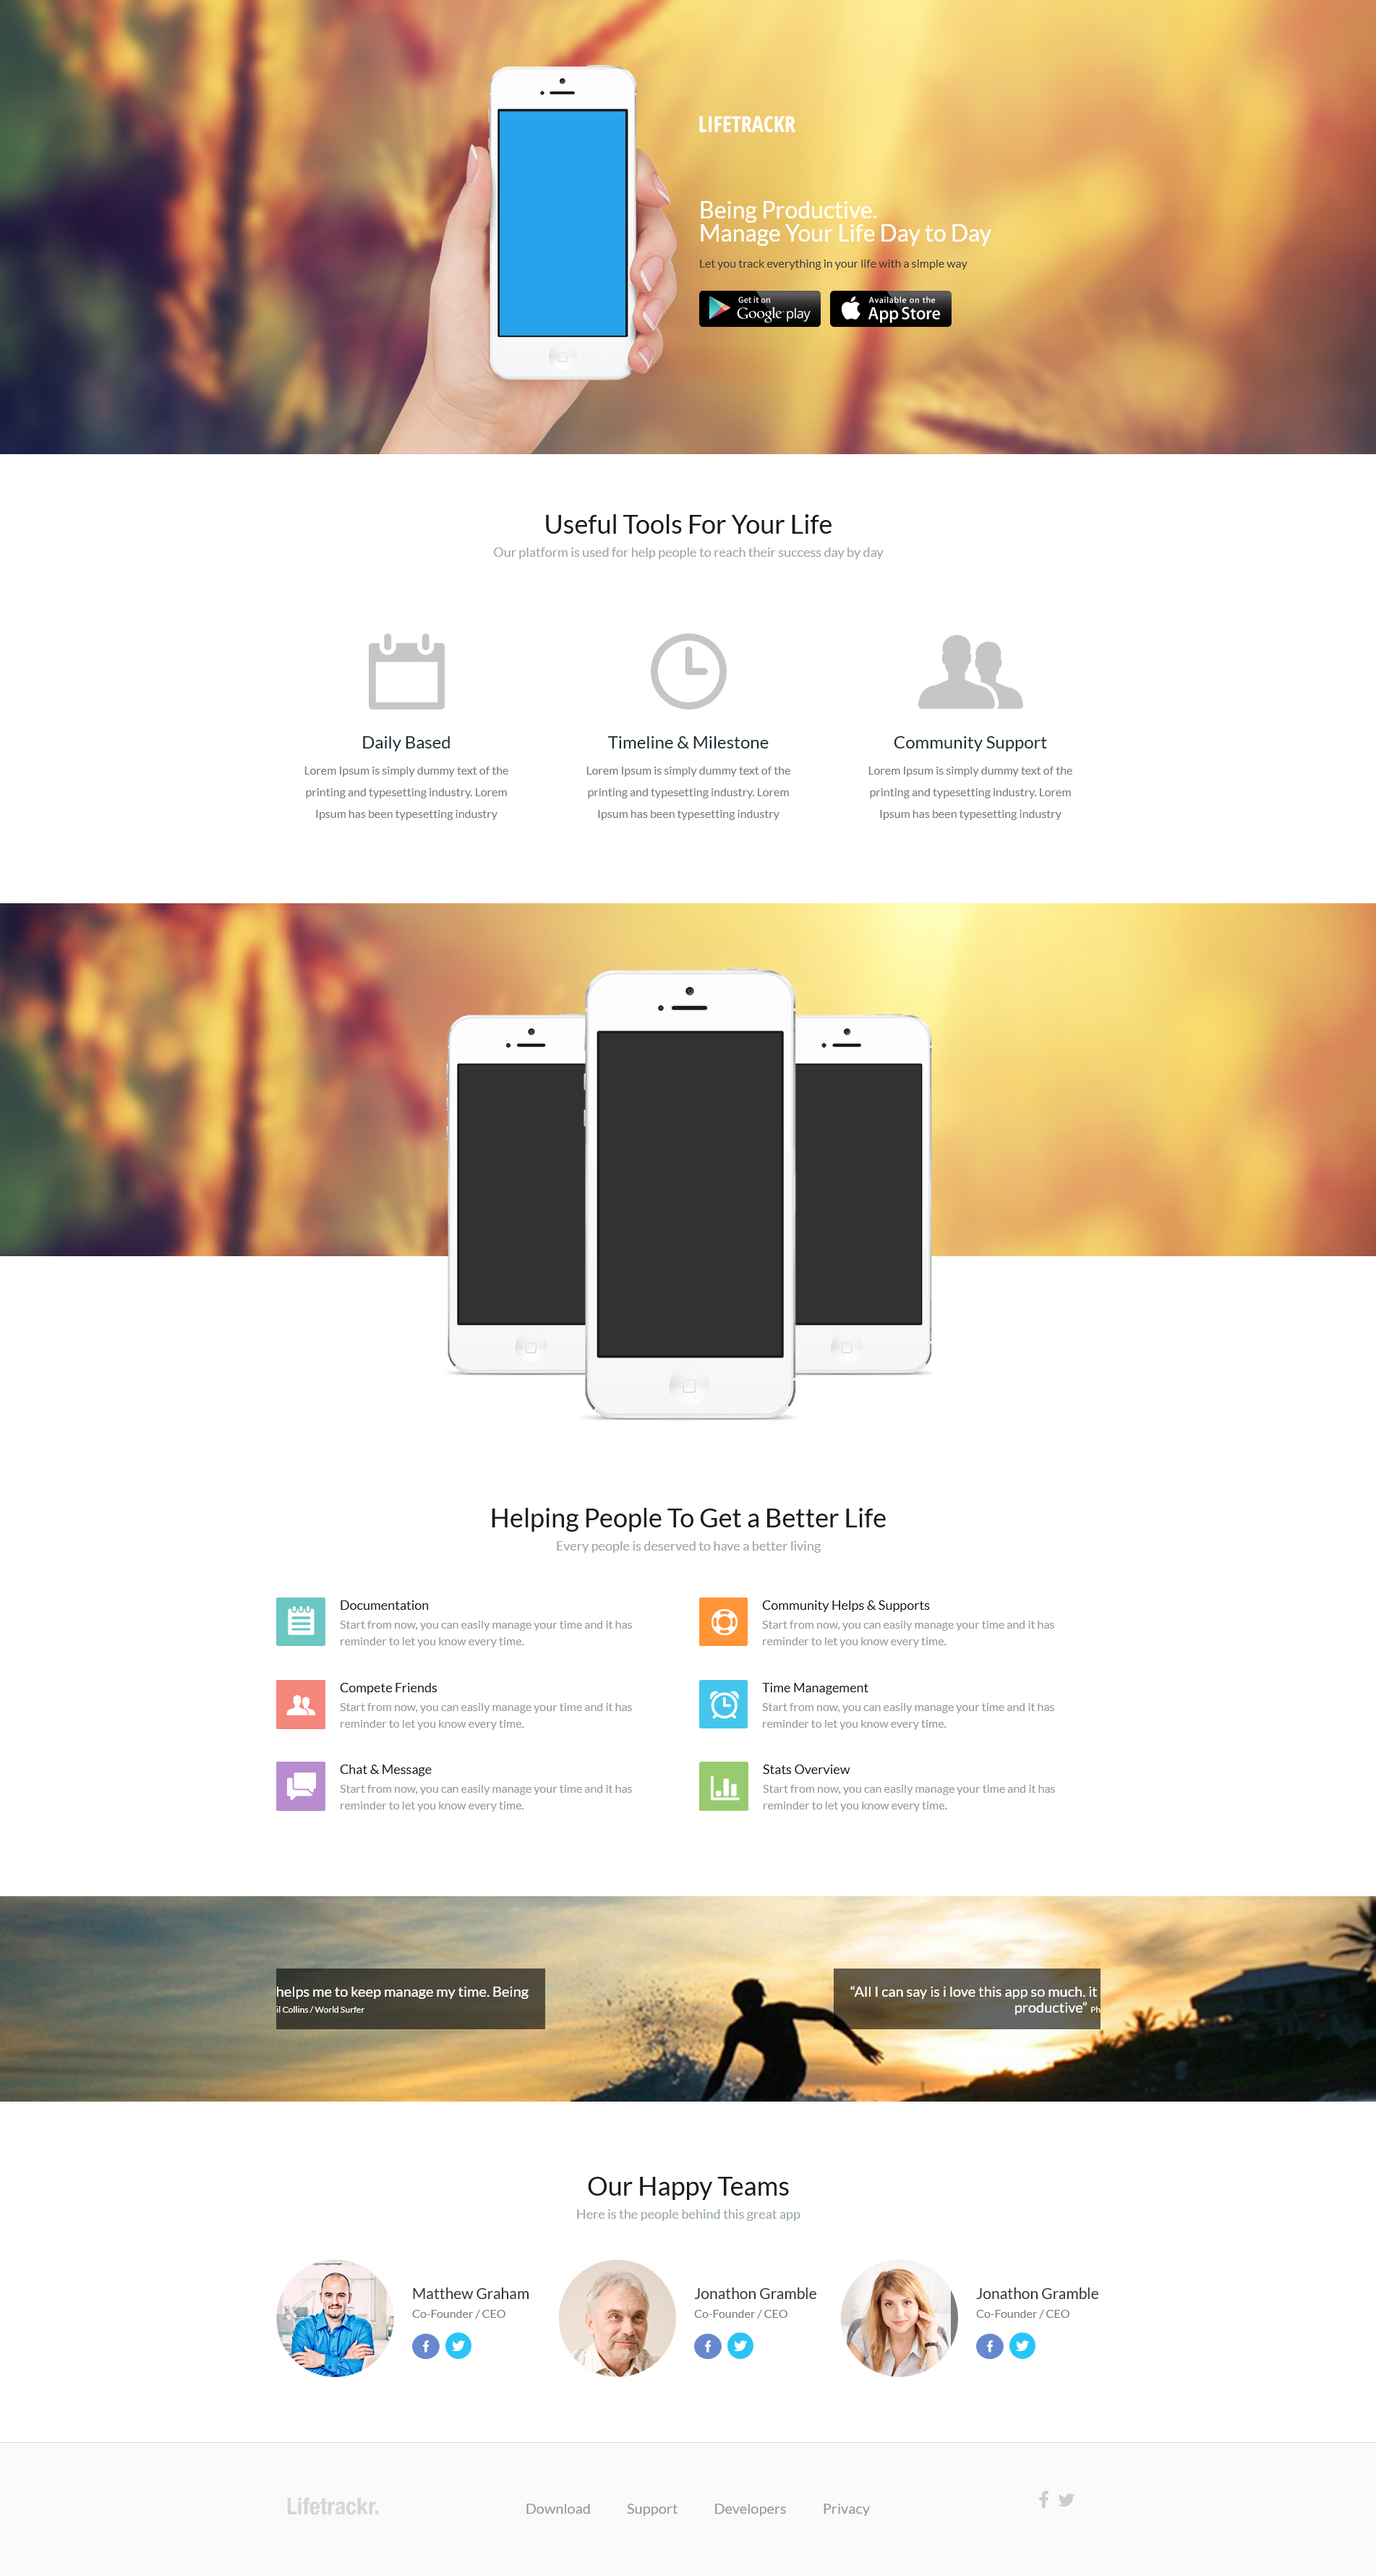 LIFETRACKR
Being Productive.
Manage Your Life Day to Day
Let you track everything in your life with a simple way
Get it on
Google play
Available on the
App Store
Useful Tools For Your Life
Our platform is used for help people to reach their success day by day
Daily Based
Lorem Ipsum is simply dummy text of the
printing and typesetting industry. Lorem
Ipsum has been typesetting industry
Timeline & Milestone
Lorem Ipsum is simply dummy text of the
printing and typesetting industry. Lorem
Ipsum has been typesetting industry
Community Support
Lorem Ipsum is simply dummy text of the
printing and typesetting industry. Lorem
Ipsum has been typesetting industry
Helping People To Get a Better Life
Every people is deserved to have a better living
Documentation
Start from now, you can easily manage your time and it has
reminder to let you know every time.
Community Helps & Supports
Start from now, you can easily manage your time and it has
reminder to let you know every time.
Compete Friends
Start from now, you can easily manage your time and it has
reminder to let you know every time.
Time Management
Start from now, you can easily manage your time and it has
reminder to let you know every time.
Chat & Message
Start from now, you can easily manage your time and it has
reminder to let you know every time.
Stats Overview
Start from now, you can easily manage your time and it has
reminder to let you know every time.
helps me to keep manage my time. Being
il Collins / World Surfer
“All I can say is i love this app so much. it
productive” Ph
Our Happy Teams
Here is the people behind this great app
Matthew Graham
Co-Founder / CEO
Jonathon Gramble
Co-Founder / CEO
Jonathon Gramble
Co-Founder / CEO
Lifetrackr.
Download
Support
Developers
Privacy